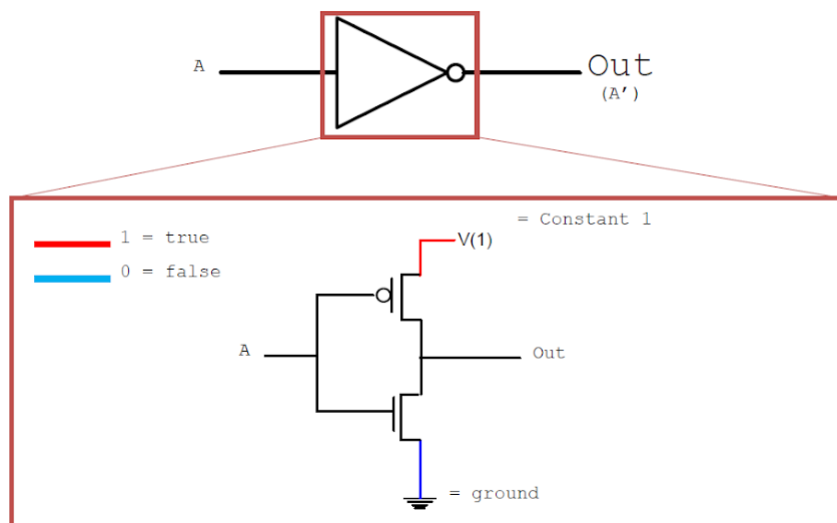 A
Out
(A’)
= Constant 1
1 = true
V(1)
0 = false
A
Out
= ground